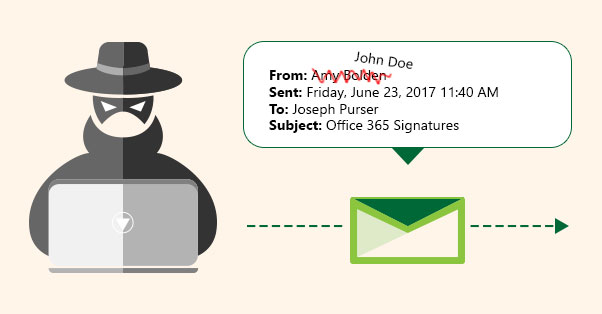 John Doe
From: Amy Bolden
Sent: Friday, June 23, 2017 11:40 AM
To: Joseph Purser
Subject: Office 365 Signatures